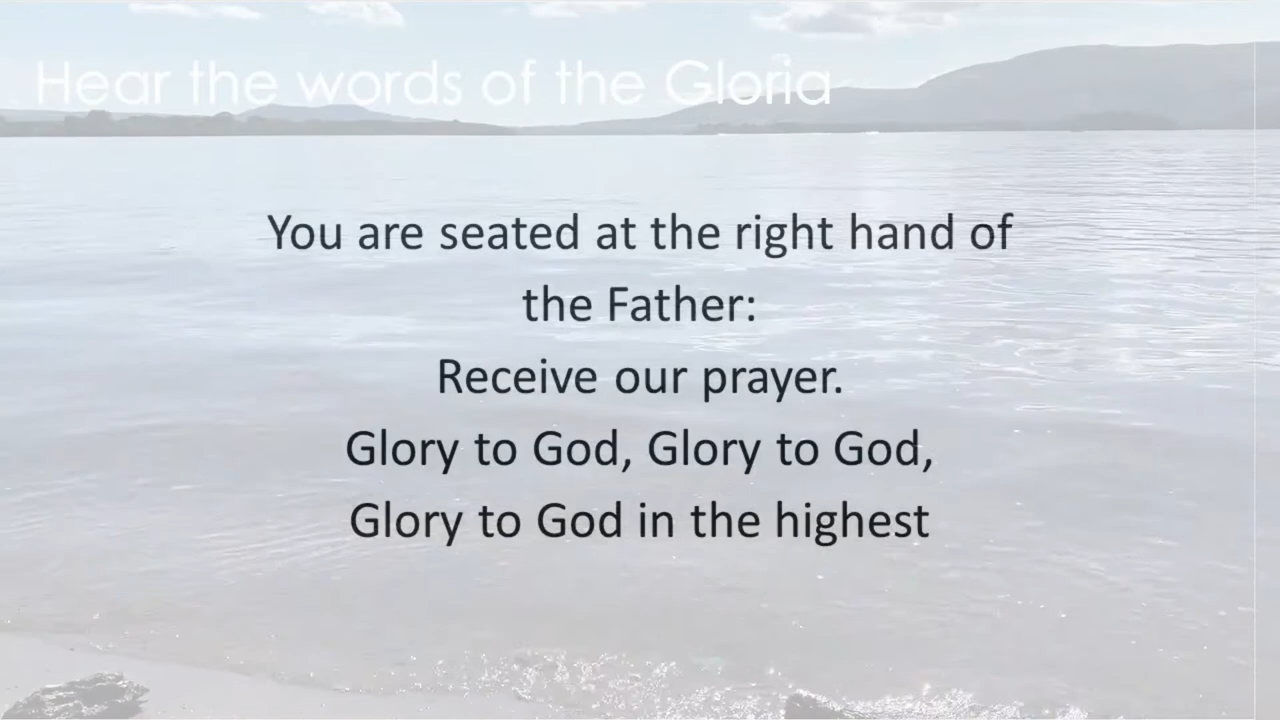 Hear the words of the Gloria
You are seated at the right hand of
the Father:
Receive our prayer.
Glory to God, Glory to God,
Glory to God in the highest